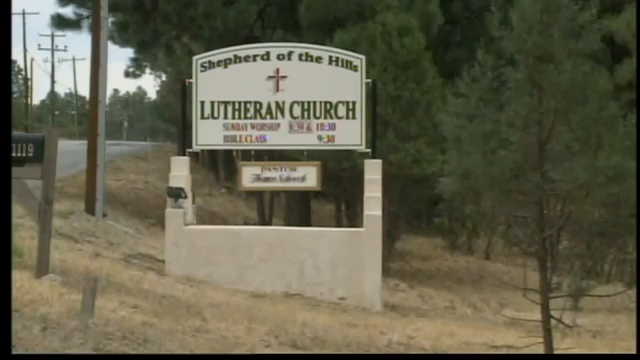 1119
Shepherd of the Hills
LUTHERAN CHURCH
SUNDAY WORSHIP 8:30 & 10:30
BIBLE CLASS 9:30
PASTOR